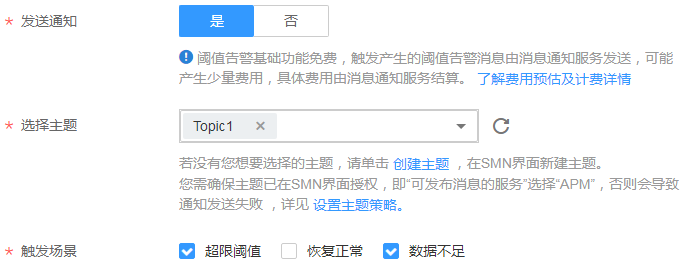 * 发送通知 是 否
阈值告警基础功能免费，触发产生的阈值告警消息由消息通知服务发送，可能
产生少量费用，具体费用由消息通知服务结算。 了解费用预估及计费详情
* 选择主题 Topic1 ×
若没有您想要选择的主题，请单击 创建主题 ，在SMN界面新建主题。
您需确保主题已在SMN界面授权，即“可发布消息的服务”选择“APM”，否则会导致
通知发送失败 ，详见 设置主题策略。
* 触发场景 超限阈值 恢复正常 数据不足